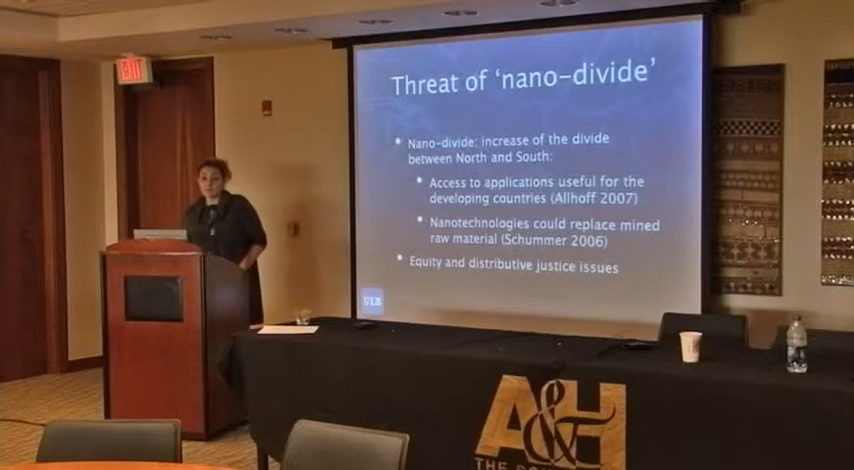 EXIT
Threat of 'nano-divide'
• Nano-divide: increase of the divide
between North and South:
• Access to applications useful for the
developing countries (Allhoff 2007)
• Nanotechnologies could replace mined
raw material (Schummer 2006)
• Equity and distributive justice issues
ULB
A&H
THE